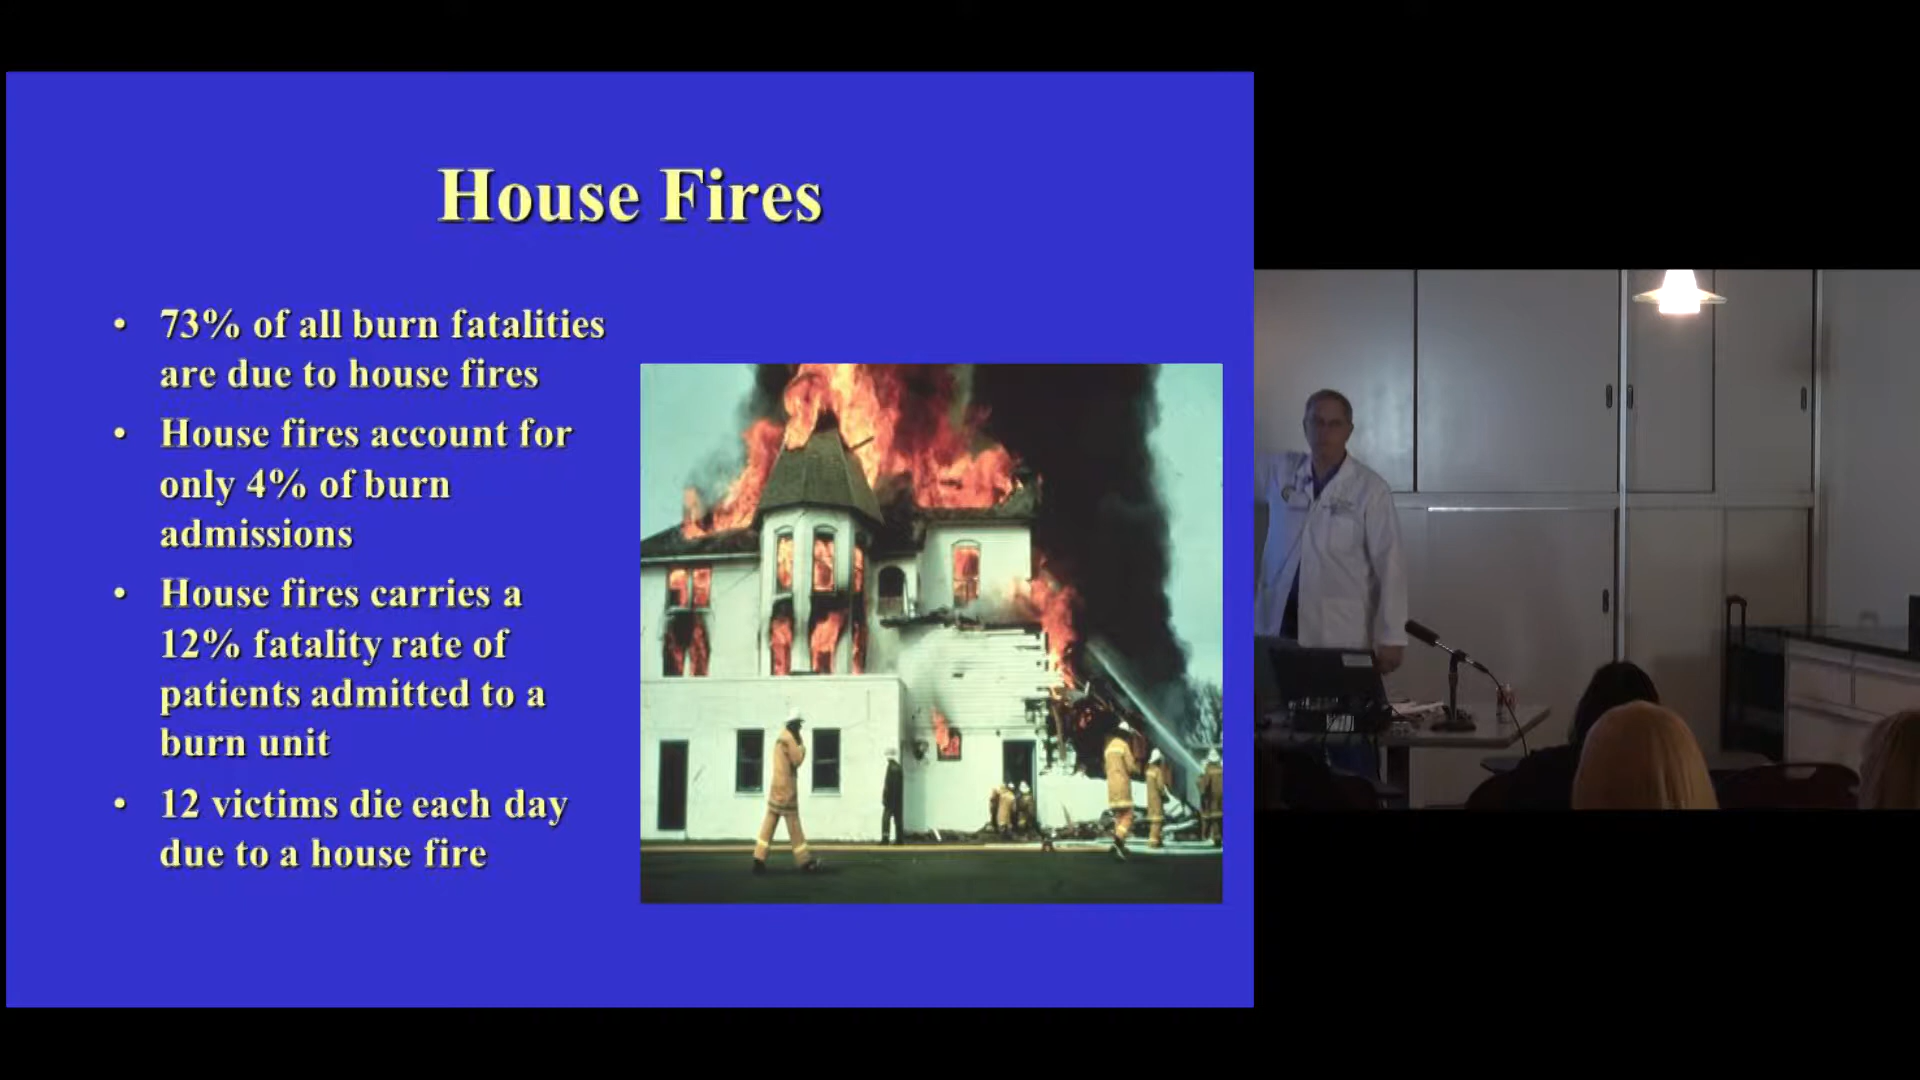 House Fires
• 73% of all burn fatalities
are due to house fires
• House fires account for
only 4% of burn
admissions
• House fires carries a
12% fatality rate of
patients admitted to a
burn unit
• 12 victims die each day
due to a house fire